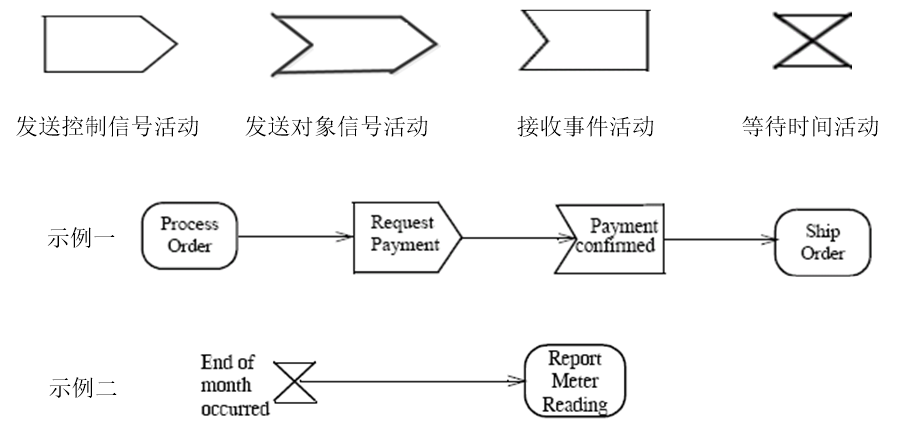 发送控制信号活动
发送对象信号活动
接收事件活动
等待时间活动
示例一
Process
Order
Request
Payment
Payment
confirmed
Ship
Order
示例二
End of
month
occurred
Report
Meter
Reading